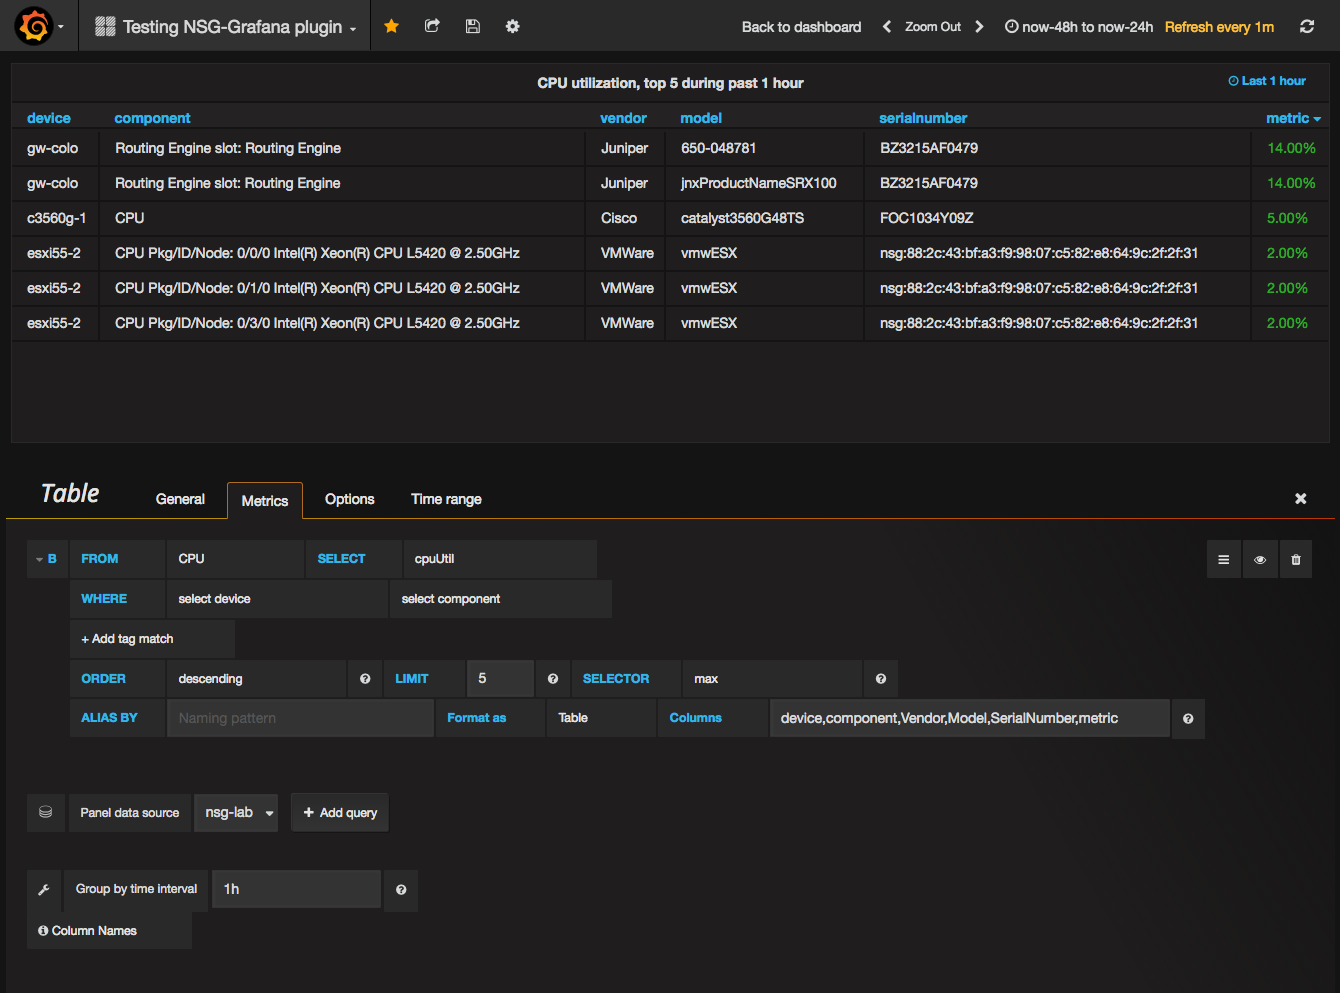 Testing NSG-Grafana plugin Back to dashboard Zoom Out now-48h to now-24h Refresh every 1m
CPU utilization, top 5 during past 1 hour Last 1 hour
device component vendor model serialnumber metric
gw-colo Routing Engine slot: Routing Engine Juniper 650-048781 BZ3215AF0479 14.00%
gw-colo Routing Engine slot: Routing Engine Juniper jnxProductNameSRX100 BZ3215AF0479 14.00%
c3560g-1 CPU Cisco catalyst3560G48TS FOC1034Y09Z 5.00%
esxi55-2 CPU Pkg/ID/Node: 0/0/0 Intel(R) Xeon(R) CPU L5420 @ 2.50GHz VMWare vmwESX nsg:88:2c:43:bf:a3:f9:98:07:c5:82:e8:64:9c:2f:2f:31 2.00%
esxi55-2 CPU Pkg/ID/Node: 0/1/0 Intel(R) Xeon(R) CPU L5420 @ 2.50GHz VMWare vmwESX nsg:88:2c:43:bf:a3:f9:98:07:c5:82:e8:64:9c:2f:2f:31 2.00%
esxi55-2 CPU Pkg/ID/Node: 0/3/0 Intel(R) Xeon(R) CPU L5420 @ 2.50GHz VMWare vmwESX nsg:88:2c:43:bf:a3:f9:98:07:c5:82:e8:64:9c:2f:2f:31 2.00%
Table General Metrics Options Time range
B FROM CPU SELECT cpuUtil
WHERE select device select component
+ Add tag match
ORDER descending LIMIT 5 SELECTOR max
ALIAS BY Naming pattern Format as Table Columns device,component,Vendor,Model,SerialNumber,metric
Panel data source nsg-lab + Add query
Group by time interval 1h
Column Names